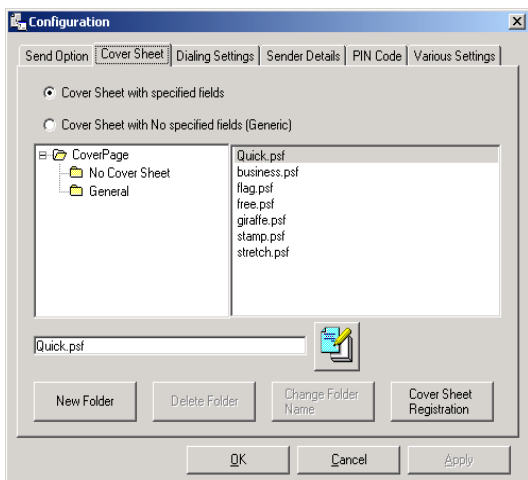 Configuration
Send Option Cover Sheet Dialing Settings Sender Details PIN Code Various Settings
Cover Sheet with specified fields
Cover Sheet with No specified fields (Generic)
CoverPage
No Cover Sheet
General
Quick.psf
business.psf
flag.psf
free.psf
giraffe.psf
stamp.psf
stretch.psf
Quick.psf
New Folder
Delete Folder
Change Folder
Name
Cover Sheet
Registration
OK Cancel Apply